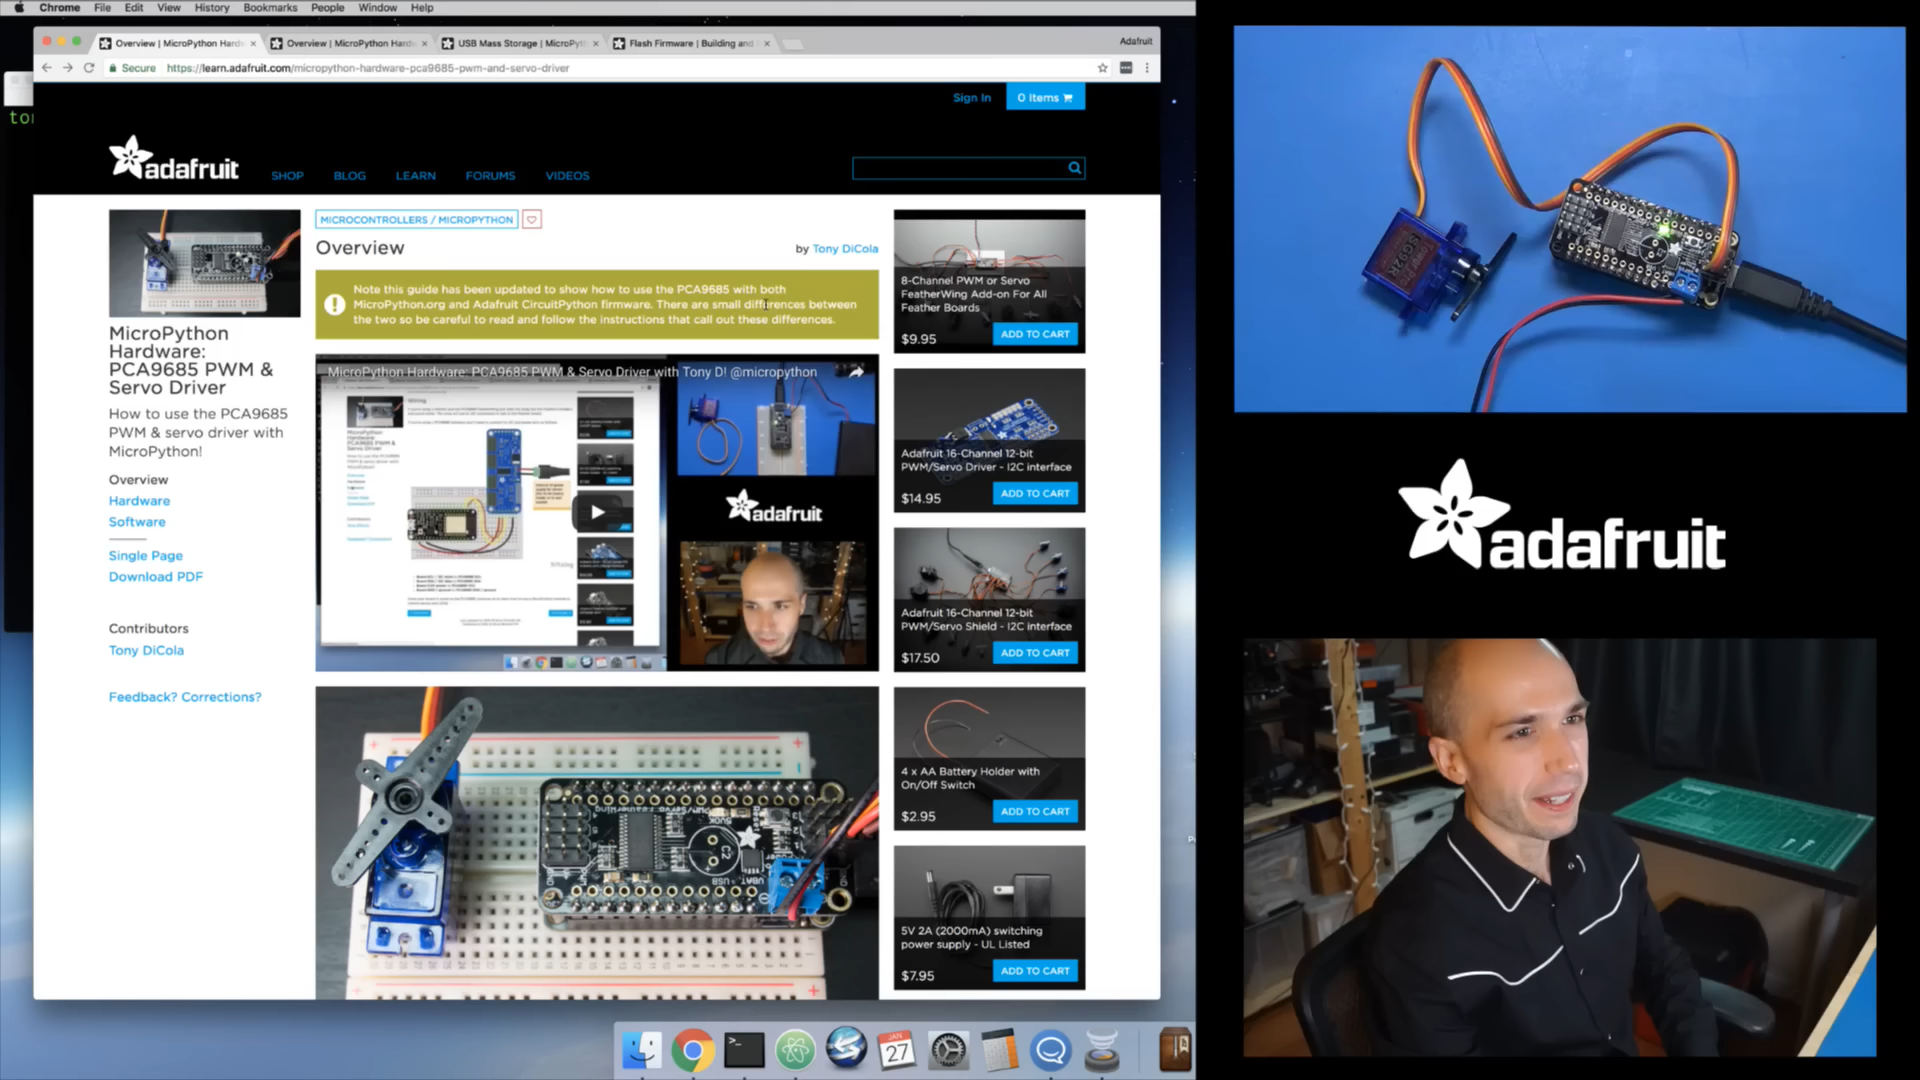 Chrome File Edit View History Bookmarks People Window Help
Overview | MicroPython Hardw
Overview | MicroPython Hardw
USB Mass Storage | MicroPyt
Flash Firmware | Building and
Adafruit
Secure https://learn.adafruit.com/micropython-hardware-pca9685-pwm-and-servo-driver
Sign In
0 Items
adafruit
SHOP BLOG LEARN FORUMS VIDEOS
MicroPython
Hardware:
PCA9685 PWM &
Servo Driver
How to use the PCA9685
PWM & servo driver with
MicroPython!
Overview
Hardware
Software
Single Page
Download PDF
Contributors
Tony DiCola
Feedback? Corrections?
MICROCONTROLLERS / MICROPYTHON
Overview
by Tony DiCola
Note this guide has been updated to show how to use the PCA9685 with both
MicroPython.org and Adafruit CircuitPython firmware. There are small differences between
the two so be careful to read and follow the instructions that call out these differences.
MicroPython Hardware: PCA9685 PWM & Servo Driver with Tony D! @micropython
adafruit
8-Channel PWM or Servo
FeatherWing Add-on For All
Feather Boards
$9.95
ADD TO CART
Adafruit 16-Channel 12-bit
PWM/Servo Driver - I2C interface
$14.95
ADD TO CART
Adafruit 16-Channel 12-bit
PWM/Servo Shield - I2C interface
$17.50
ADD TO CART
4 x AA Battery Holder with
On/Off Switch
$2.95
ADD TO CART
5V 2A (2000mA) switching
power supply - UL Listed
$7.95
ADD TO CART
JAN
27
SG92R
adafruit